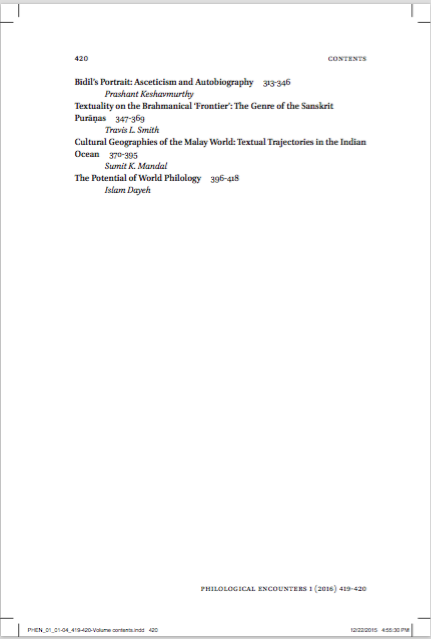 420
CONTENTS
Bīdil's Portrait: Asceticism and Autobiography 313-346
Prashant Keshavmurthy
Textuality on the Brahmanical 'Frontier': The Genre of the Sanskrit
Purāṇas 347-369
Travis L. Smith
Cultural Geographies of the Malay World: Textual Trajectories in the Indian
Ocean 370-395
Sumit K. Mandal
The Potential of World Philology 396-418
Islam Dayeh
PHILOLOGICAL ENCOUNTERS 1 (2016) 419-420
PHEN_01_01-04_419-420-Volume contents.indd 420
12/22/2015 4:55:30 PM